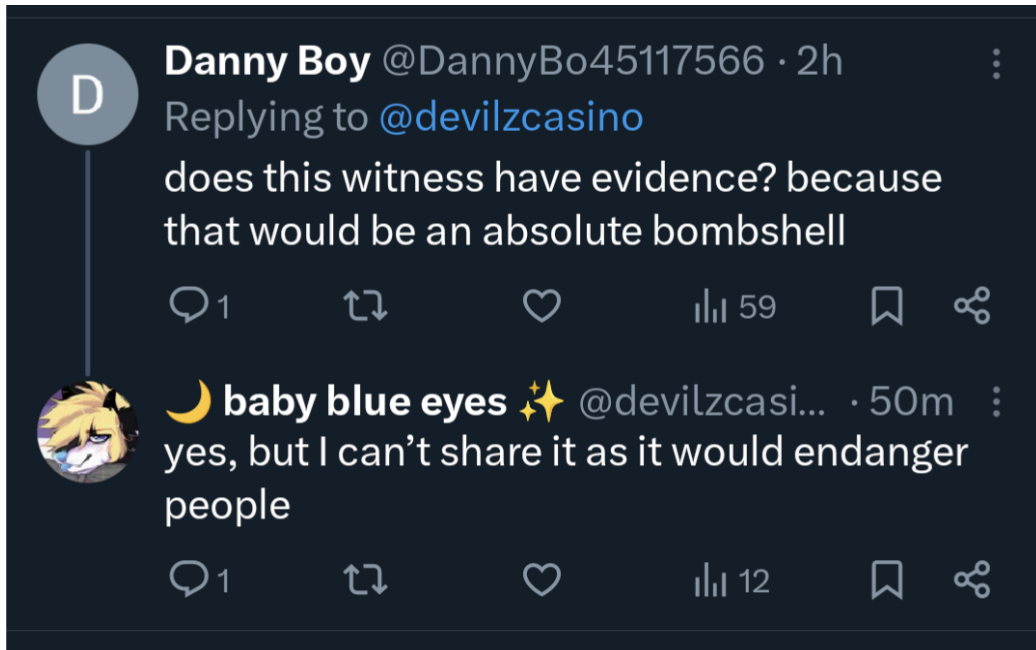 D
Danny Boy @DannyBo45117566 · 2h
Replying to @devilzcasino
does this witness have evidence? because
that would be an absolute bombshell
1 59
🌙 baby blue eyes ✨ @devilzcasi... · 50m
yes, but I can’t share it as it would endanger
people
1 12